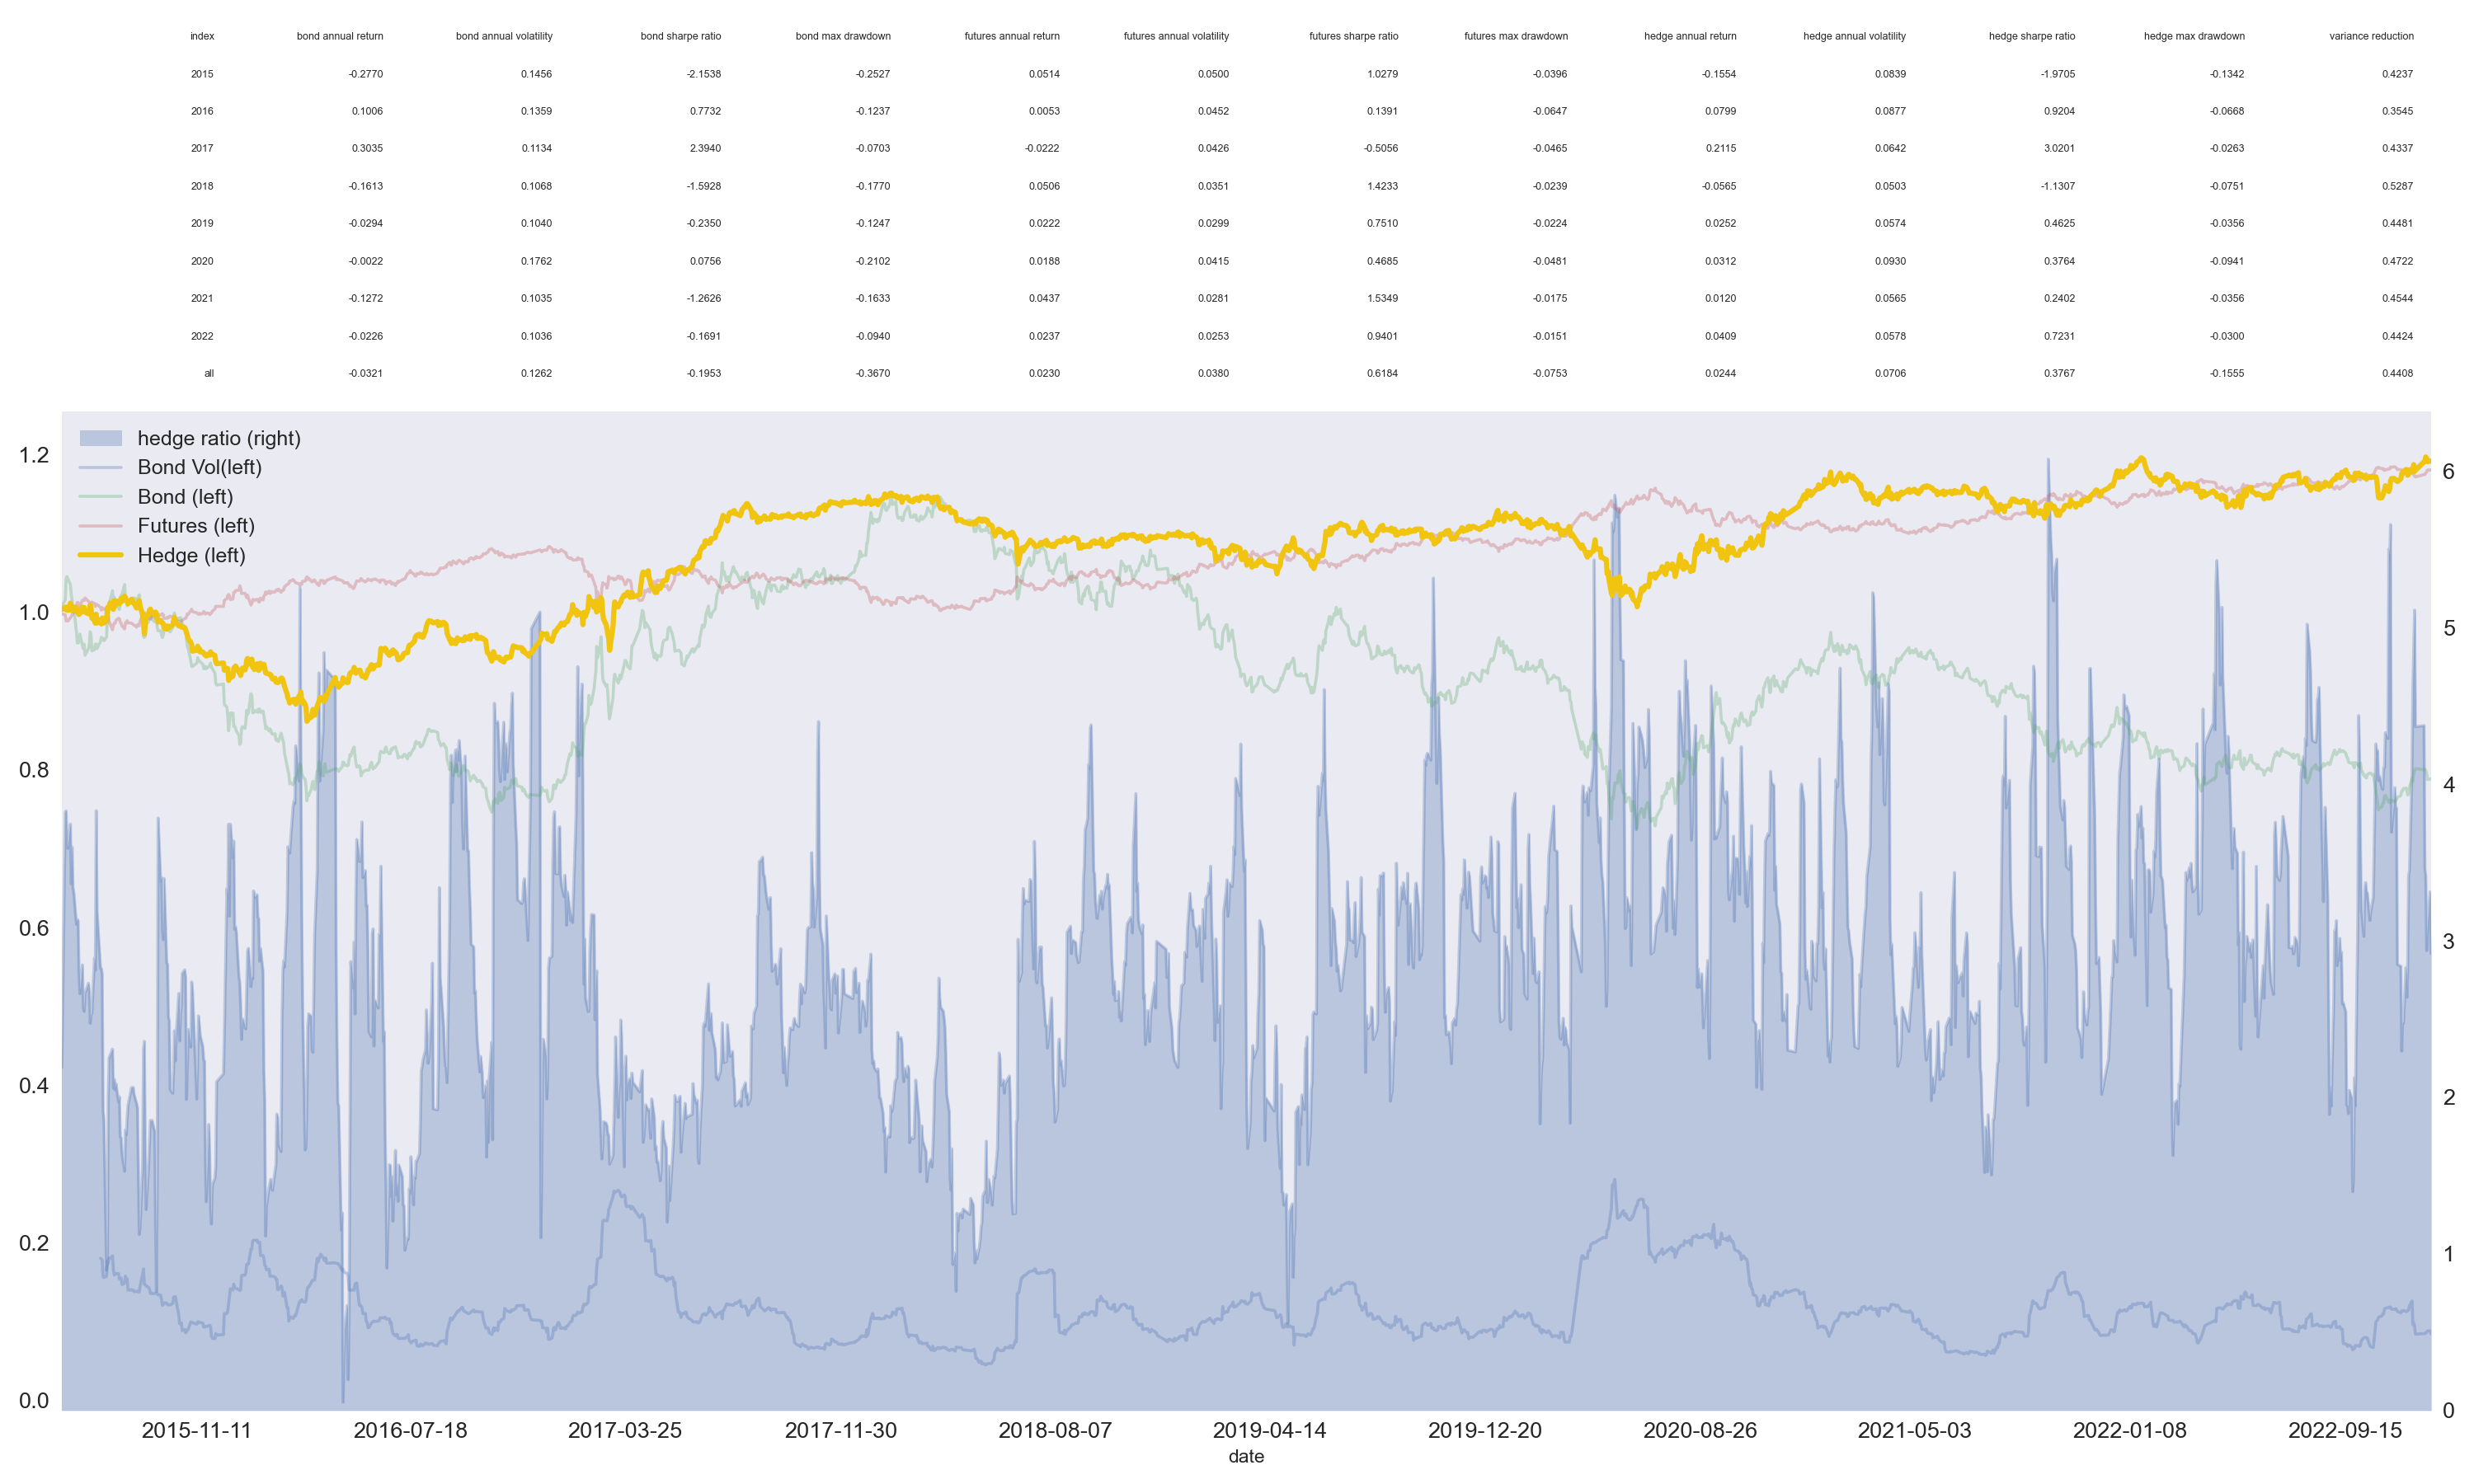 index bond annual return bond annual volatility bond sharpe ratio bond max drawdown futures annual return futures annual volatility futures sharpe ratio futures max drawdown hedge annual return hedge annual volatility hedge sharpe ratio hedge max drawdown variance reduction
2015 -0.2770 0.1456 -2.1538 -0.2527 0.0514 0.0500 1.0279 -0.0396 -0.1554 0.0839 -1.9705 -0.1342 0.4237
2016 0.1006 0.1359 0.7732 -0.1237 0.0053 0.0452 0.1391 -0.0647 0.0799 0.0877 0.9204 -0.0668 0.3545
2017 0.3035 0.1134 2.3940 -0.0703 -0.0222 0.0426 -0.5056 -0.0465 0.2115 0.0642 3.0201 -0.0263 0.4337
2018 -0.1613 0.1068 -1.5928 -0.1770 0.0506 0.0351 1.4233 -0.0239 -0.0565 0.0503 -1.1307 -0.0751 0.5287
2019 -0.0294 0.1040 -0.2350 -0.1247 0.0222 0.0299 0.7510 -0.0224 0.0252 0.0574 0.4625 -0.0356 0.4481
2020 -0.0022 0.1762 0.0756 -0.2102 0.0188 0.0415 0.4685 -0.0481 0.0312 0.0930 0.3764 -0.0941 0.4722
2021 -0.1272 0.1035 -1.2626 -0.1633 0.0437 0.0281 1.5349 -0.0175 0.0120 0.0565 0.2402 -0.0356 0.4544
2022 -0.0226 0.1036 -0.1691 -0.0940 0.0237 0.0253 0.9401 -0.0151 0.0409 0.0578 0.7231 -0.0300 0.4424
all -0.0321 0.1262 -0.1953 -0.3670 0.0230 0.0380 0.6184 -0.0753 0.0244 0.0706 0.3767 -0.1555 0.4408
hedge ratio (right)
Bond Vol(left)
Bond (left)
Futures (left)
Hedge (left)
1.2
1.0
0.8
0.6
0.4
0.2
0.0
6
5
4
3
2
1
0
2015-11-11 2016-07-18 2017-03-25 2017-11-30 2018-08-07 2019-04-14 2019-12-20 2020-08-26 2021-05-03 2022-01-08 2022-09-15
date